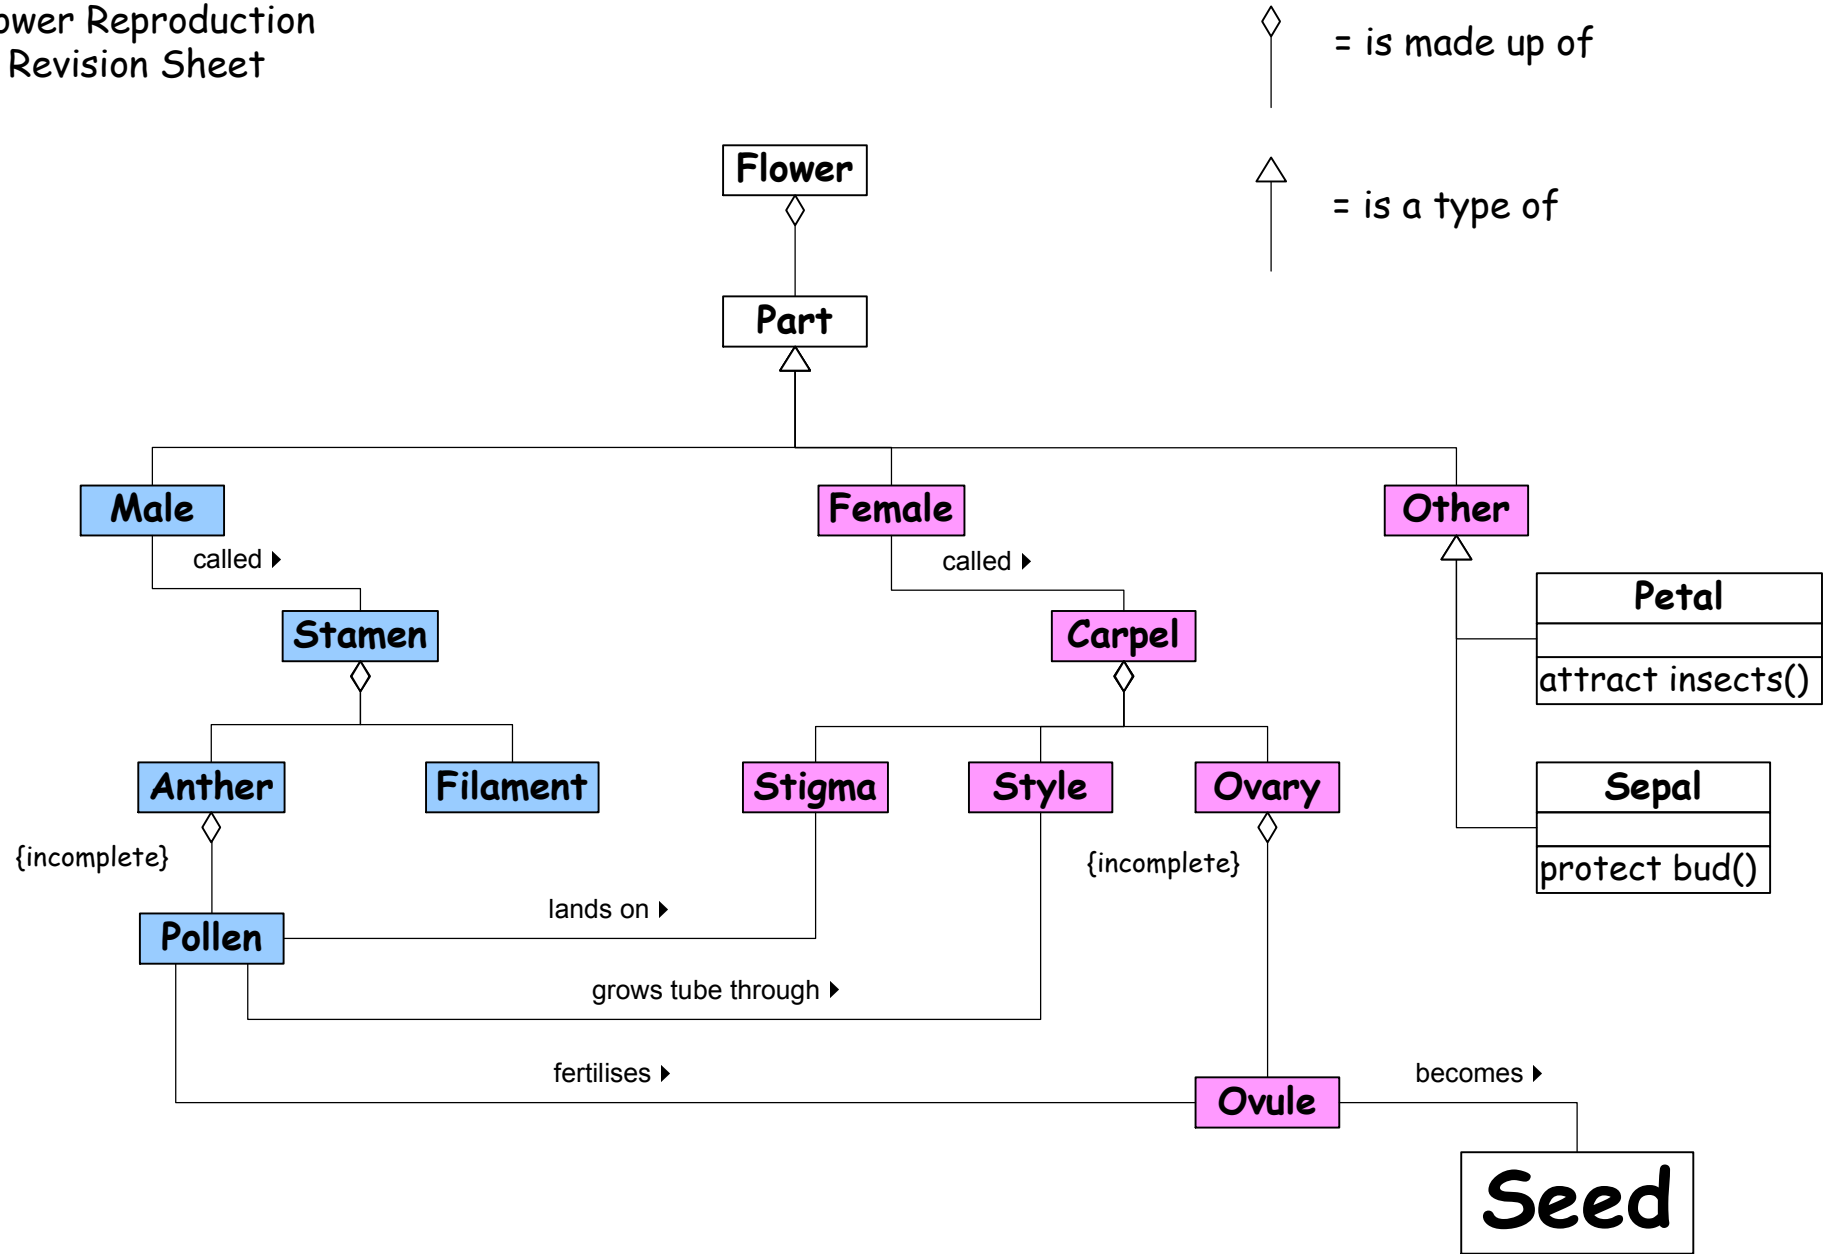 ower Reproduction
Revision Sheet
= is made up of
= is a type of
Flower
Part
Male
Female
Other
called
called
Stamen
Carpel
Petal
attract insects()
Anther
Filament
Stigma
Style
Ovary
Sepal
protect bud()
{incomplete}
{incomplete}
lands on
Pollen
grows tube through
fertilises
becomes
Ovule
Seed